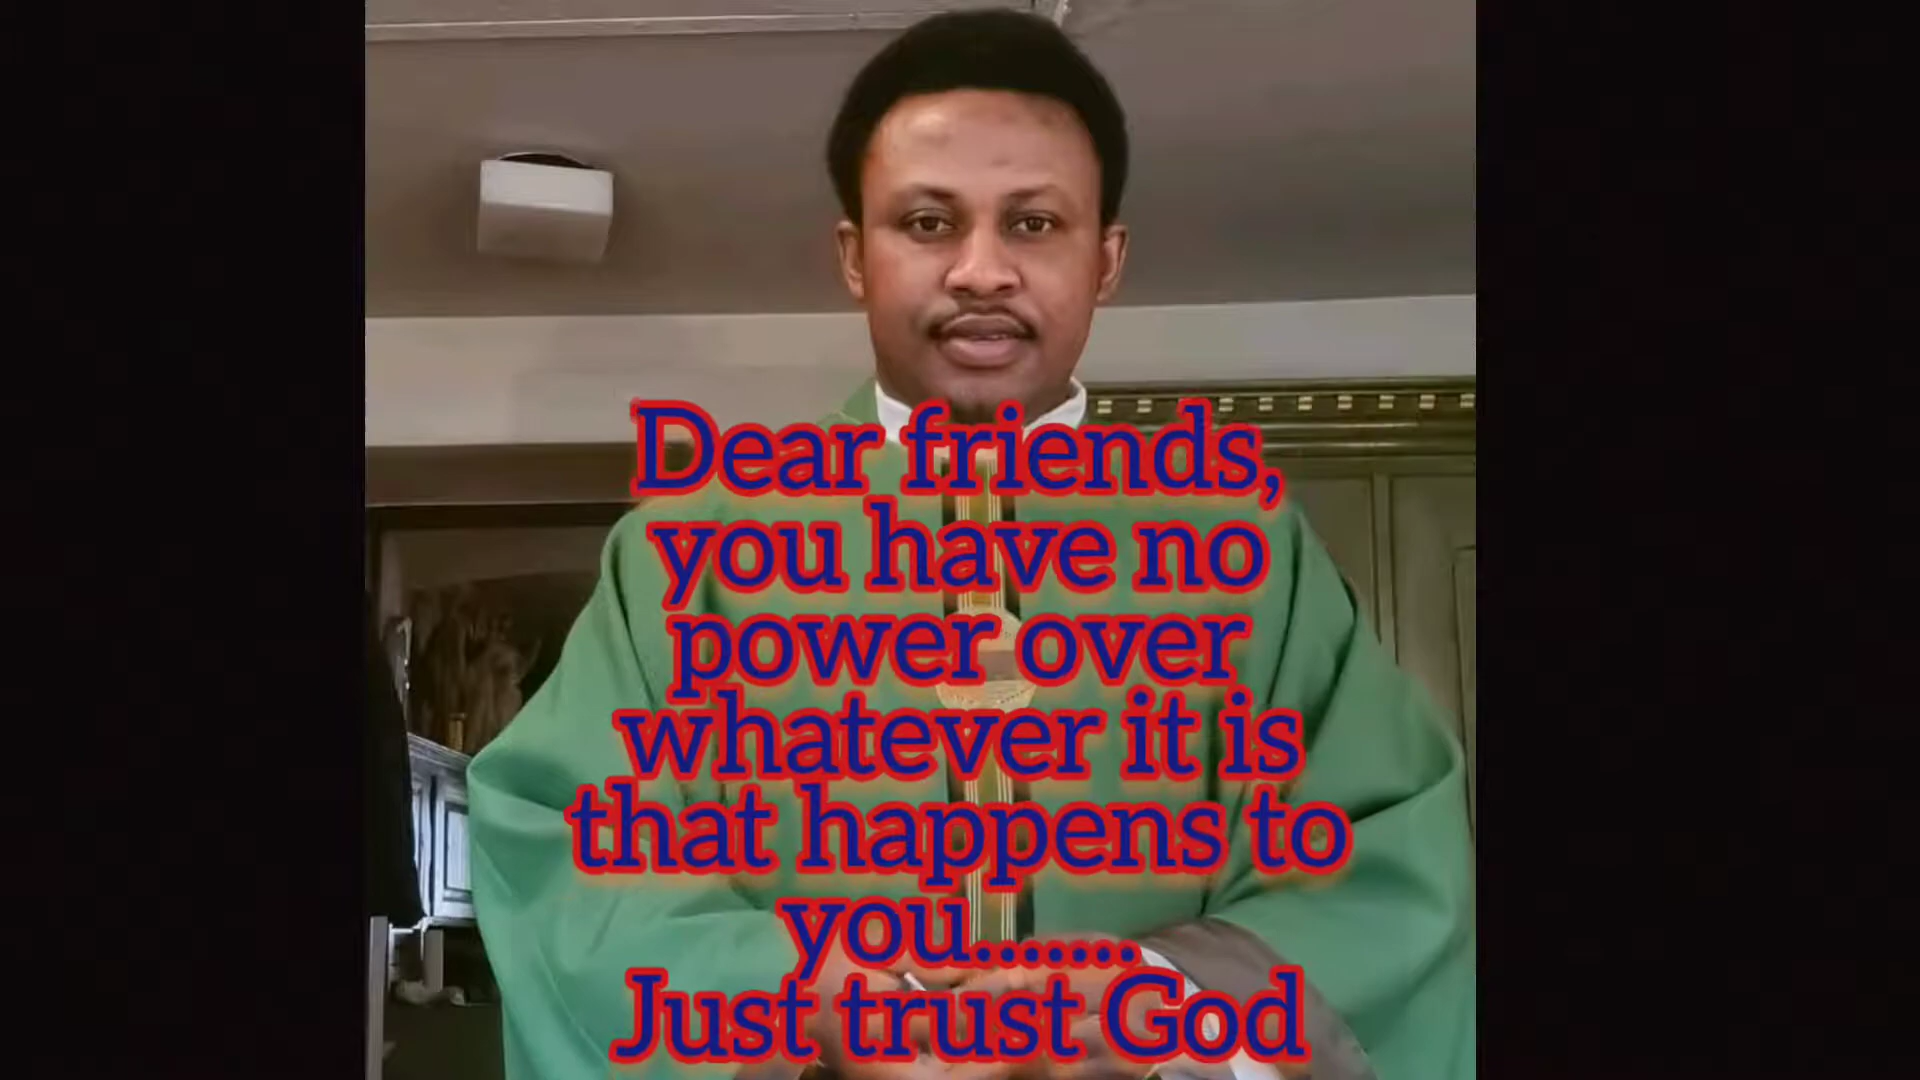 Dear friends,
you have no
power over
whatever it is
that happens to
you.......
Just trust God